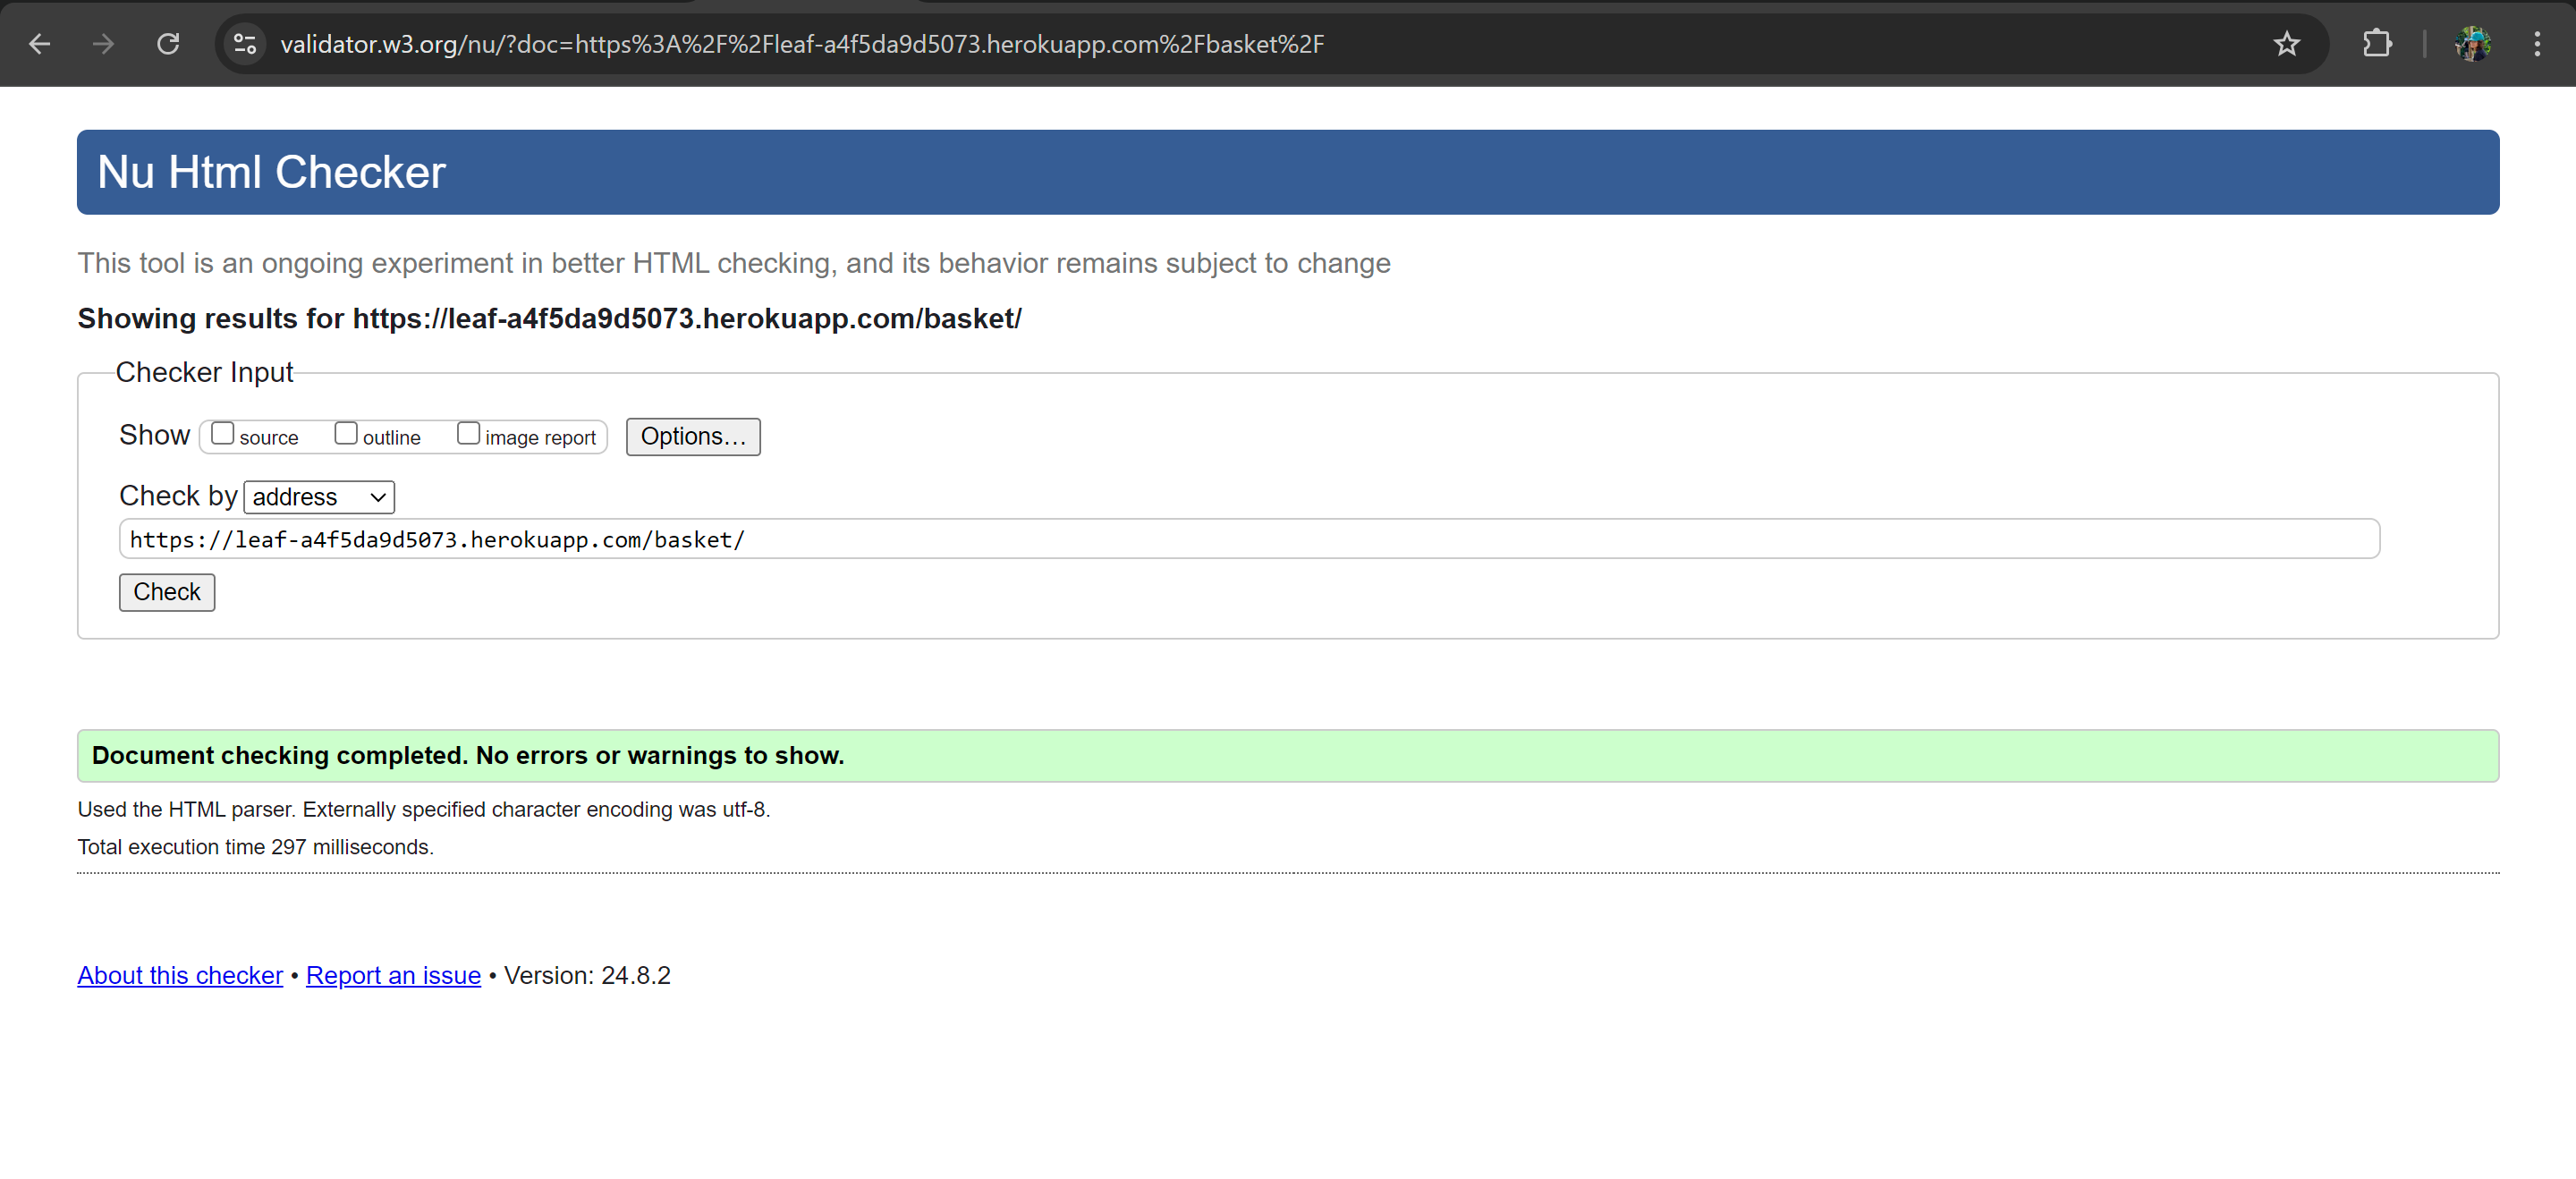 validator.w3.org/nu/?doc=https%3A%2F%2Fleaf-a4f5da9d5073.herokuapp.com%2Fbasket%2F
Nu Html Checker
This tool is an ongoing experiment in better HTML checking, and its behavior remains subject to change
Showing results for https://leaf-a4f5da9d5073.herokuapp.com/basket/
Checker Input
Show source outline image report Options…
Check by address
https://leaf-a4f5da9d5073.herokuapp.com/basket/
Check
Document checking completed. No errors or warnings to show.
Used the HTML parser. Externally specified character encoding was utf-8.
Total execution time 297 milliseconds.
About this checker • Report an issue • Version: 24.8.2